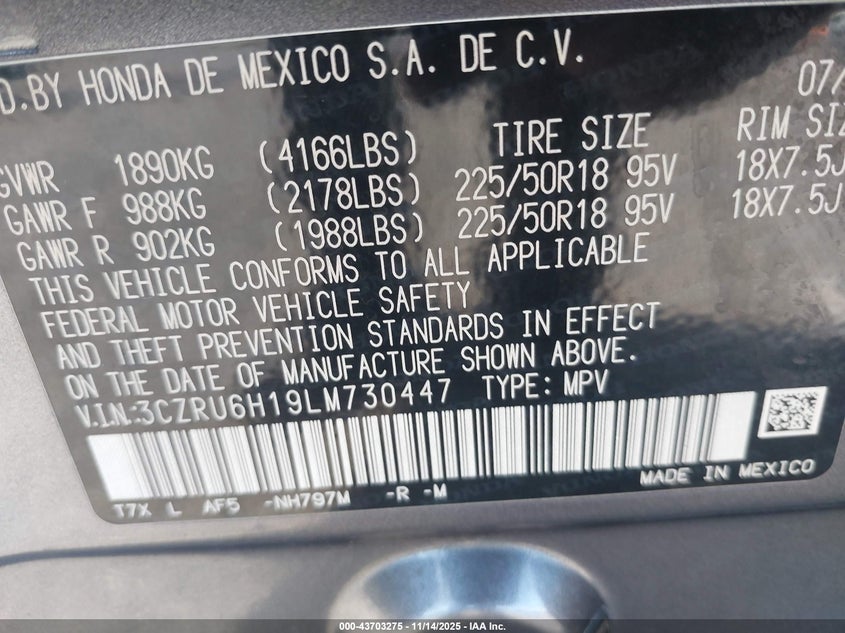 D.BY HONDA DE MEXICO S.A. DE C.V.
07/
GVWR 1890KG (4166LBS) TIRE SIZE RIM SIZ
GAWR F 988KG (2178LBS) 225/50R18 95V 18X7.5J
GAWR R 902KG (1988LBS) 225/50R18 95V 18X7.5J
THIS VEHICLE CONFORMS TO ALL APPLICABLE
FEDERAL MOTOR VEHICLE SAFETY
AND THEFT PREVENTION STANDARDS IN EFFECT
ON THE DATE OF MANUFACTURE SHOWN ABOVE.
V.I.N:3CZRU6H19LM730447 TYPE: MPV
MADE IN MEXICO
T7X L AF5 -NH797M -R -M
000-43703275 - 11/14/2025 - IAA Inc.